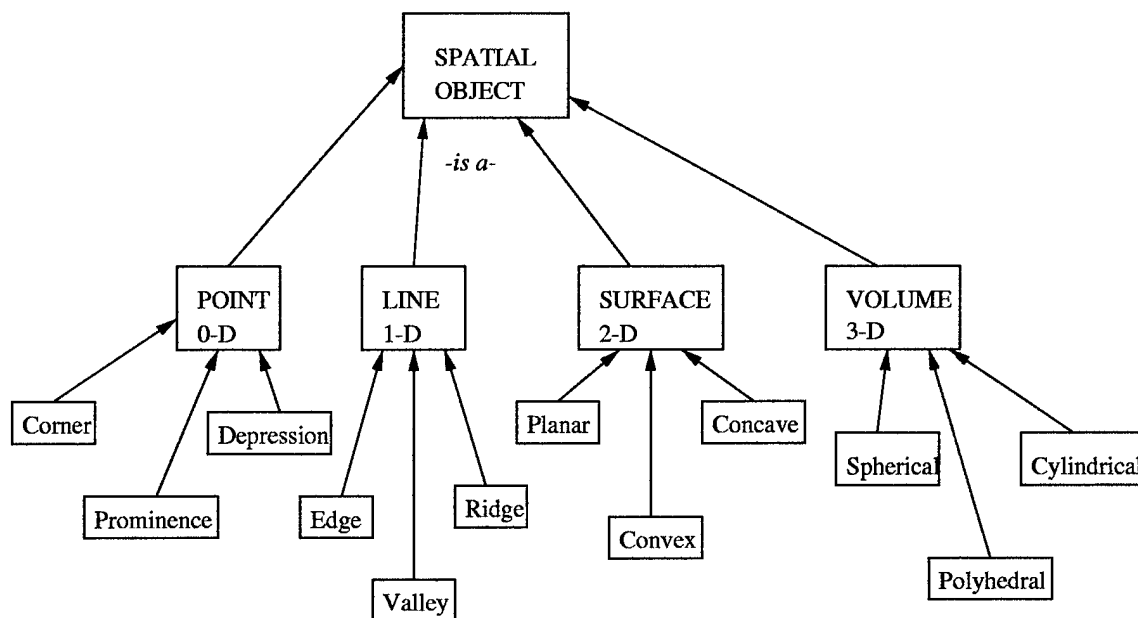 SPATIAL
OBJECT
-is a-
POINT
0-D
LINE
1-D
SURFACE
2-D
VOLUME
3-D
Corner
Depression
Prominence
Edge
Ridge
Valley
Planar
Concave
Convex
Spherical
Cylindrical
Polyhedral